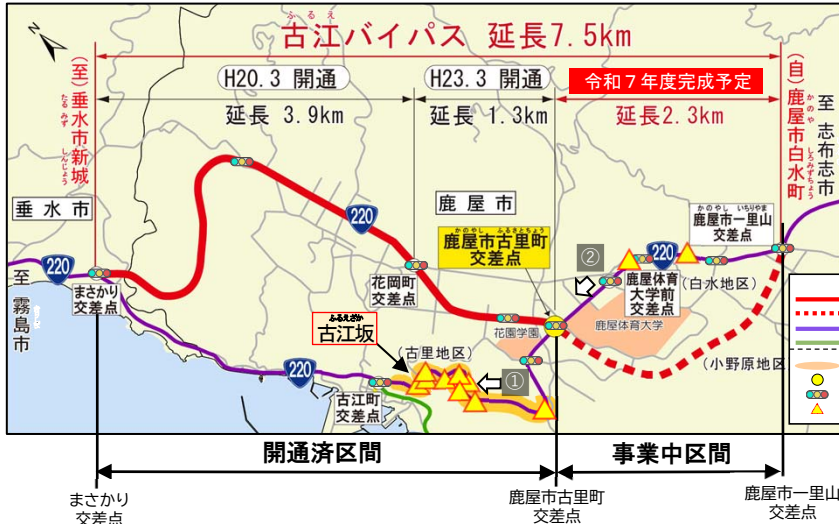 ふるえ
古江バイパス 延長7.5km
H20.3 開通
H23.3 開通
令和７年度完成予定
延長 3.9km
延長 1.3km
延長2.3km
(至)垂水市新城
たるみず しんじょう
(自)鹿屋市白水町
かのや しろみずちょう
至 志布志市
垂水市
鹿屋市
220
220
220
220
かのやし ふるさとちょう
鹿屋市古里町
交差点
かのやし いちりやま
鹿屋市一里山
交差点
②
至 霧島市
まさかり
交差点
花岡町
交差点
鹿屋体育
大学前
交差点
(白水地区)
ふるえざか
古江坂
(古里地区)
花園学園
鹿屋体育大学
(小野原地区)
①
古江町
交差点
開通済区間
事業中区間
まさかり
交差点
鹿屋市古里町
交差点
鹿屋市一里山
交差点